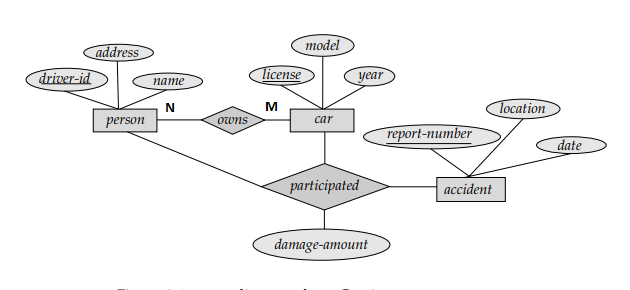 model
address
license
year
driver-id
name
N
M
location
person
owns
car
report-number
date
participated
accident
damage-amount